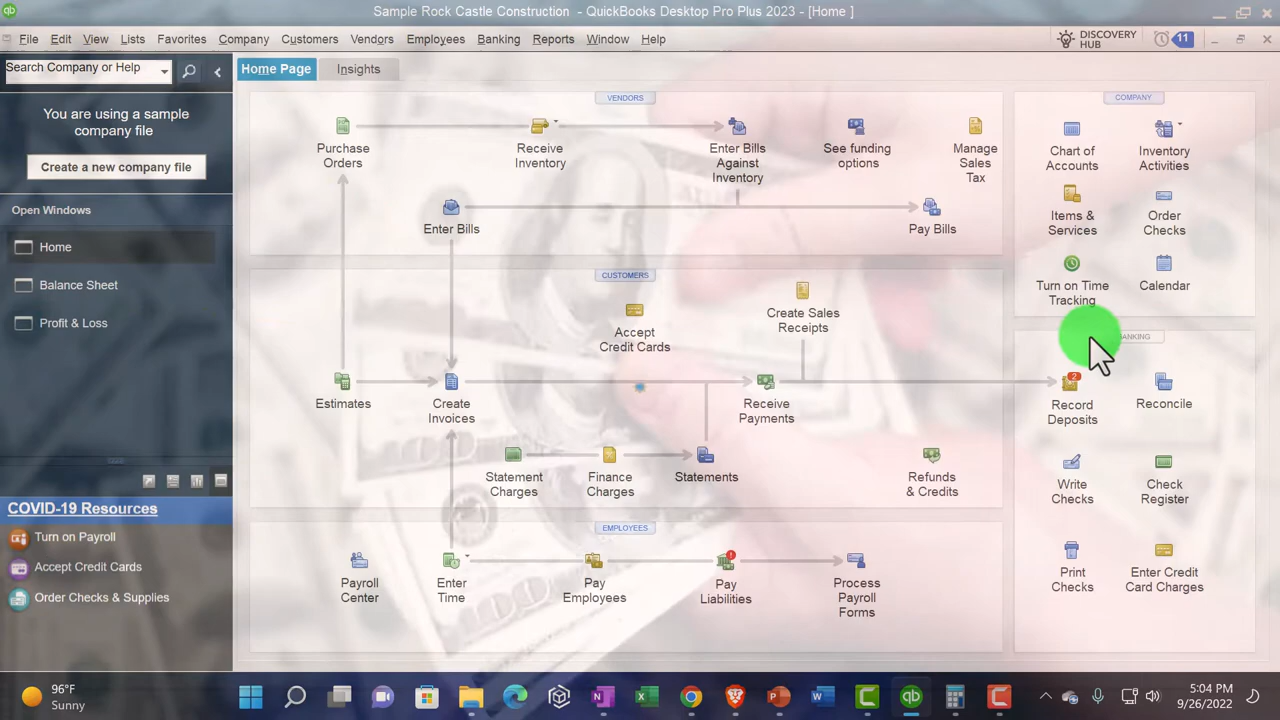 qb
Sample Rock Castle Construction - QuickBooks Desktop Pro Plus 2023 - [Home ]
File Edit View Lists Favorites Company Customers Vendors Employees Banking Reports Window Help
DISCOVERY
HUB
11
Search Company or Help
You are using a sample
company file
Create a new company file
Open Windows
Home
Balance Sheet
Profit & Loss
COVID-19 Resources
Turn on Payroll
Accept Credit Cards
Order Checks & Supplies
Home Page Insights
VENDORS
Purchase
Orders
Receive
Inventory
Enter Bills
Against
Inventory
See funding
options
Manage
Sales
Tax
Enter Bills
Pay Bills
CUSTOMERS
Accept
Credit Cards
Create Sales
Receipts
Estimates
Create
Invoices
Receive
Payments
Statement
Charges
Finance
Charges
Statements
Refunds
& Credits
EMPLOYEES
Payroll
Center
Enter
Time
Pay
Employees
Pay
Liabilities
Process
Payroll
Forms
COMPANY
Chart of
Accounts
Inventory
Activities
Items &
Services
Order
Checks
Turn on Time
Tracking
Calendar
2
Record
Deposits
Reconcile
Write
Checks
Check
Register
Print
Checks
Enter Credit
Card Charges
96°F
Sunny
5:04 PM
9/26/2022